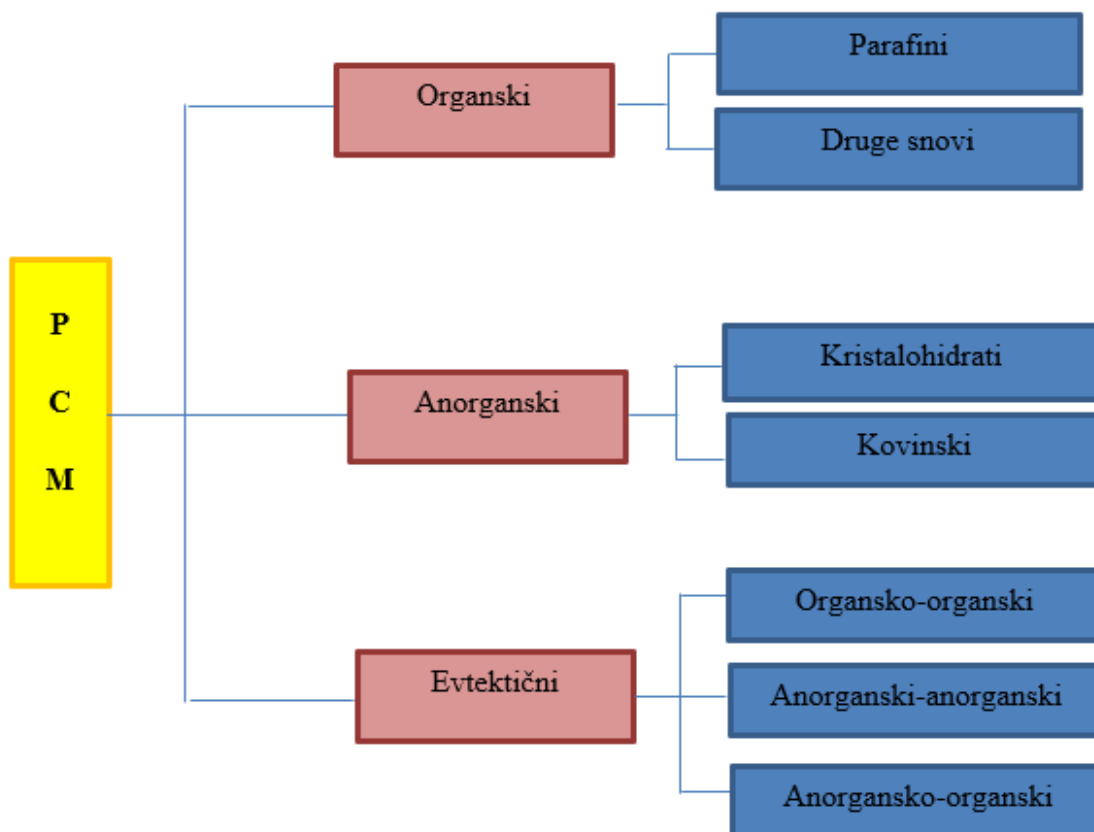 P
C
M
Organski
Parafini
Druge snovi
Anorganski
Kristalohidrati
Kovinski
Evtektični
Organsko-organski
Anorganski-anorganski
Anorgansko-organski